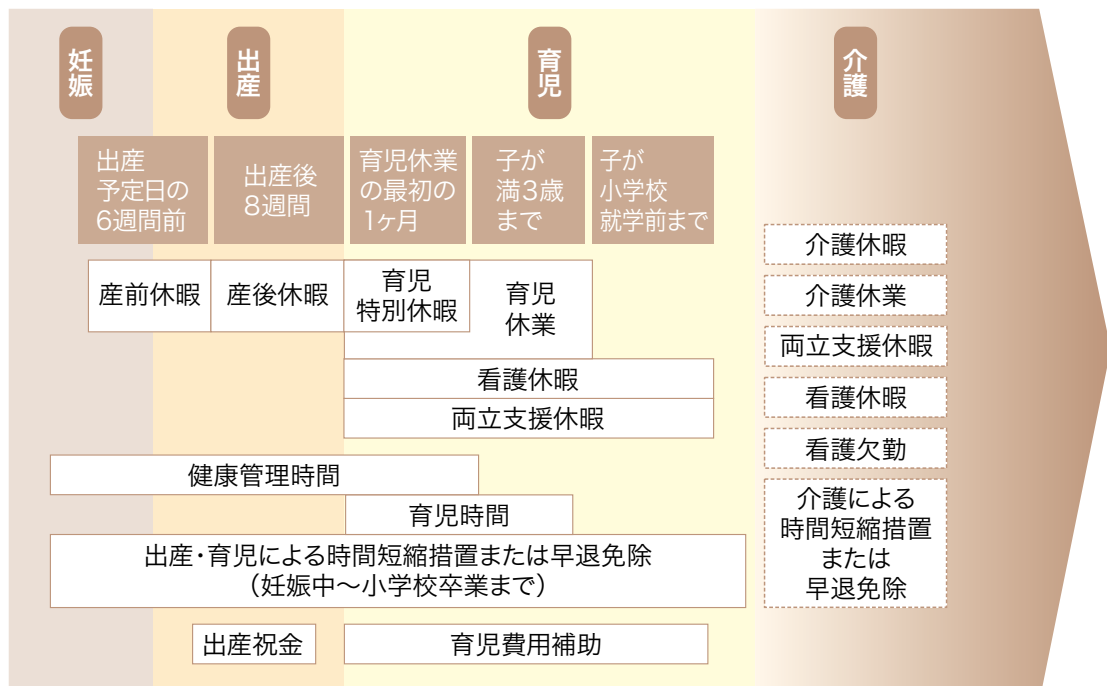 妊娠
出産
育児
介護
出産
予定日の
6週間前
出産後
8週間
育児休業
の最初の
1ヶ月
子が
満3歳
まで
子が
小学校
就学前まで
産前休暇
産後休暇
育児
特別休暇
育児
休業
看護休暇
両立支援休暇
健康管理時間
育児時間
出産・育児による時間短縮措置または早退免除
（妊娠中～小学校卒業まで）
出産祝金
育児費用補助
介護休暇
介護休業
両立支援休暇
看護休暇
看護欠勤
介護による
時間短縮措置
または
早退免除